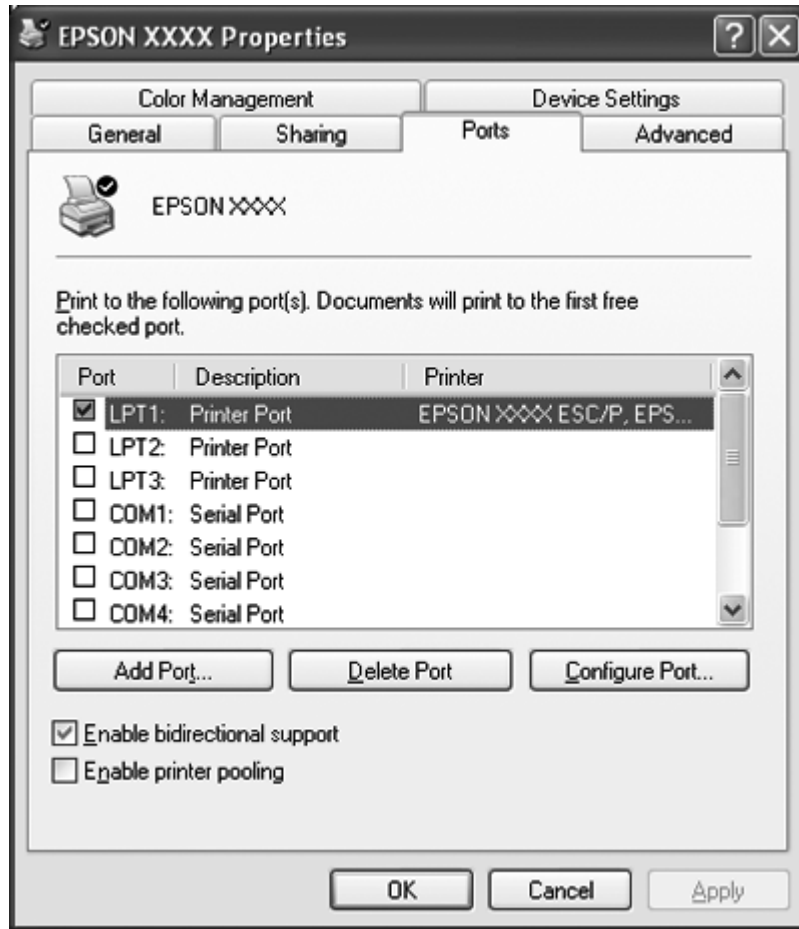 EPSON XXXX Properties
Color Management Device Settings
General Sharing Ports Advanced
EPSON XXXX
Print to the following port(s). Documents will print to the first free
checked port.
Port Description Printer
LPT1: Printer Port EPSON XXXX ESC/P, EPS...
LPT2: Printer Port
LPT3: Printer Port
COM1: Serial Port
COM2: Serial Port
COM3: Serial Port
COM4: Serial Port
Add Port... Delete Port Configure Port...
Enable bidirectional support
Enable printer pooling
OK Cancel Apply